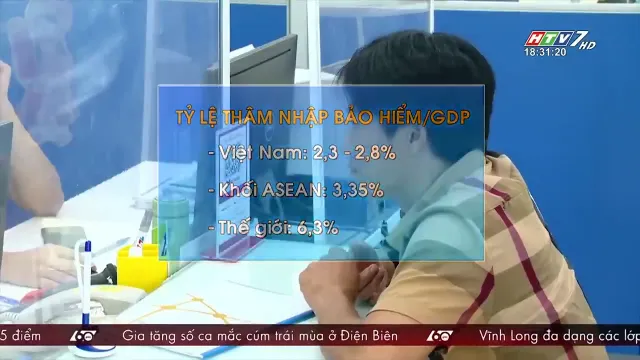 HTV7 HD
18:31:20
TỶ LỆ THÂM NHẬP BẢO HIỂM/GDP
- Việt Nam: 2,3 - 2,8%
- Khối ASEAN: 3,35%
- Thế giới: 6,3%
5 điểm 60 Gia tăng số ca mắc cúm trái mùa ở Điện Biên 60 Vĩnh Long đa dạng các lớp